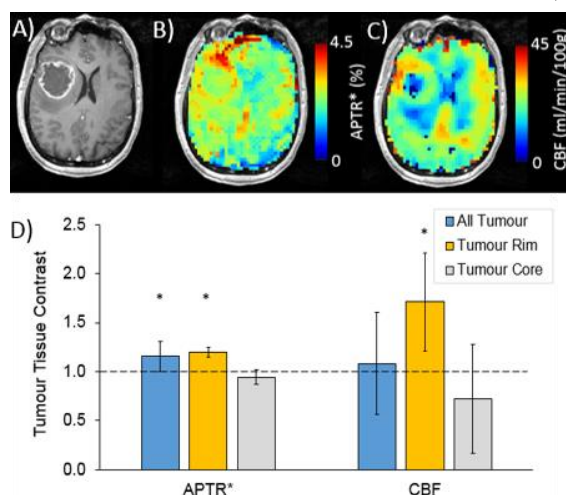 A)
B)
C)
4.5
APTR* (%)
0
45
CBF (ml/min/100g)
0
D)
All Tumour
Tumour Rim
Tumour Core
*
*
*
2.5
2.0
1.5
1.0
0.5
0.0
Tumour Tissue Contrast
APTR*
CBF